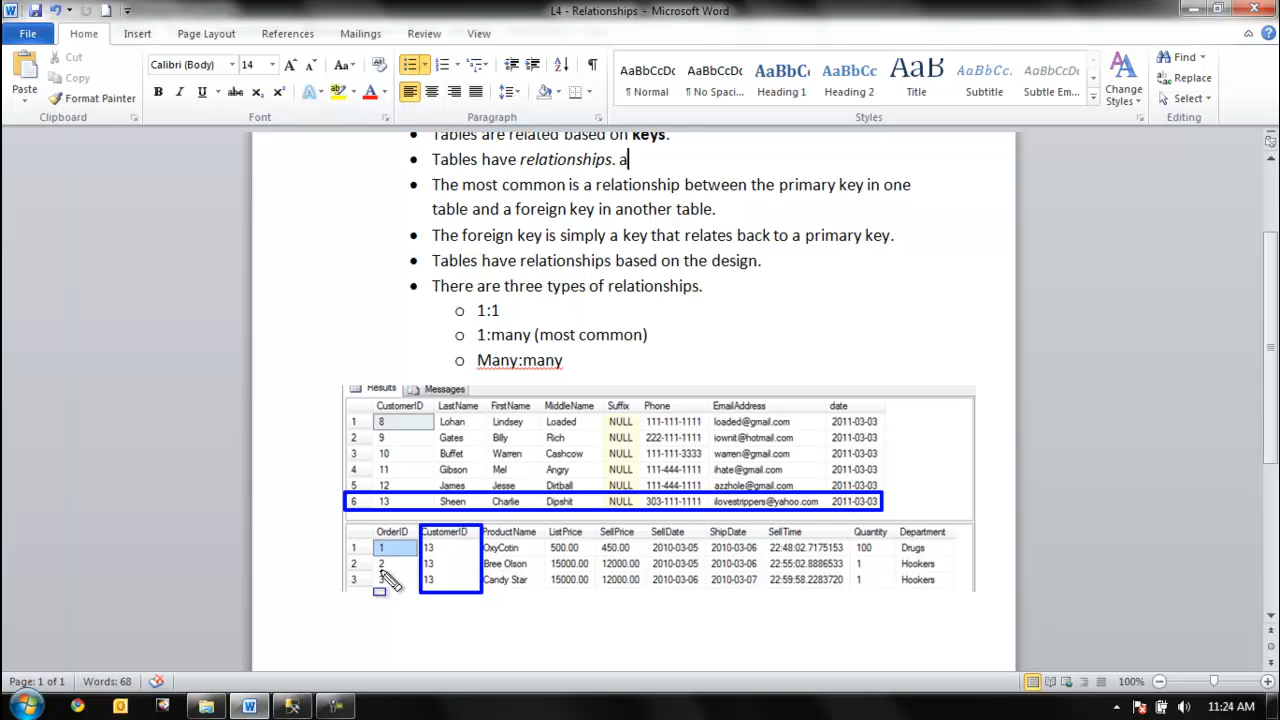 L4 - Relationships - Microsoft Word
File Home Insert Page Layout References Mailings Review View
Cut
Copy
Format Painter
Paste
Calibri (Body) 14
AaBbCcDc AaBbCcDc AaBbCc AaBbCc AaB AaBbCcL AaBbCcDc
¶ Normal ¶ No Spaci... Heading 1 Heading 2 Title Subtitle Subtle Em...
Change Styles
Find
Replace
Select
Clipboard Font Paragraph Styles Editing
Tables are related based on keys.
Tables have relationships. a
The most common is a relationship between the primary key in one
table and a foreign key in another table.
The foreign key is simply a key that relates back to a primary key.
Tables have relationships based on the design.
There are three types of relationships.
1:1
1:many (most common)
Many:many
Results Messages
CustomerID LastName FirstName MiddleName Suffix Phone EmailAddress date
1 8 Lohan Lindsey Loaded NULL 111-111-1111 loaded@gmail.com 2011-03-03
2 9 Gates Billy Rich NULL 222-111-1111 iownit@hotmail.com 2011-03-03
3 10 Buffet Warren Cashcow NULL 111-111-3333 warren@gmail.com 2011-03-03
4 11 Gibson Mel Angry NULL 111-444-1111 ihate@gmail.com 2011-03-03
5 12 James Jesse Dirtball NULL 111-444-1111 azzhole@gmail.com 2011-03-03
6 13 Sheen Charlie Dipshit NULL 303-111-1111 ilovestrippers@yahoo.com 2011-03-03
OrderID CustomerID ProductName ListPrice SellPrice SellDate ShipDate SellTime Quantity Department
1 1 13 OxyCotin 500.00 450.00 2010-03-05 2010-03-06 22:48:02.7175153 100 Drugs
2 2 13 Bree Olson 15000.00 12000.00 2010-03-05 2010-03-06 22:55:02.8886533 1 Hookers
3 3 13 Candy Star 15000.00 12000.00 2010-03-06 2010-03-07 22:59:58.2283720 1 Hookers
Page: 1 of 1 Words: 68 100%
11:24 AM